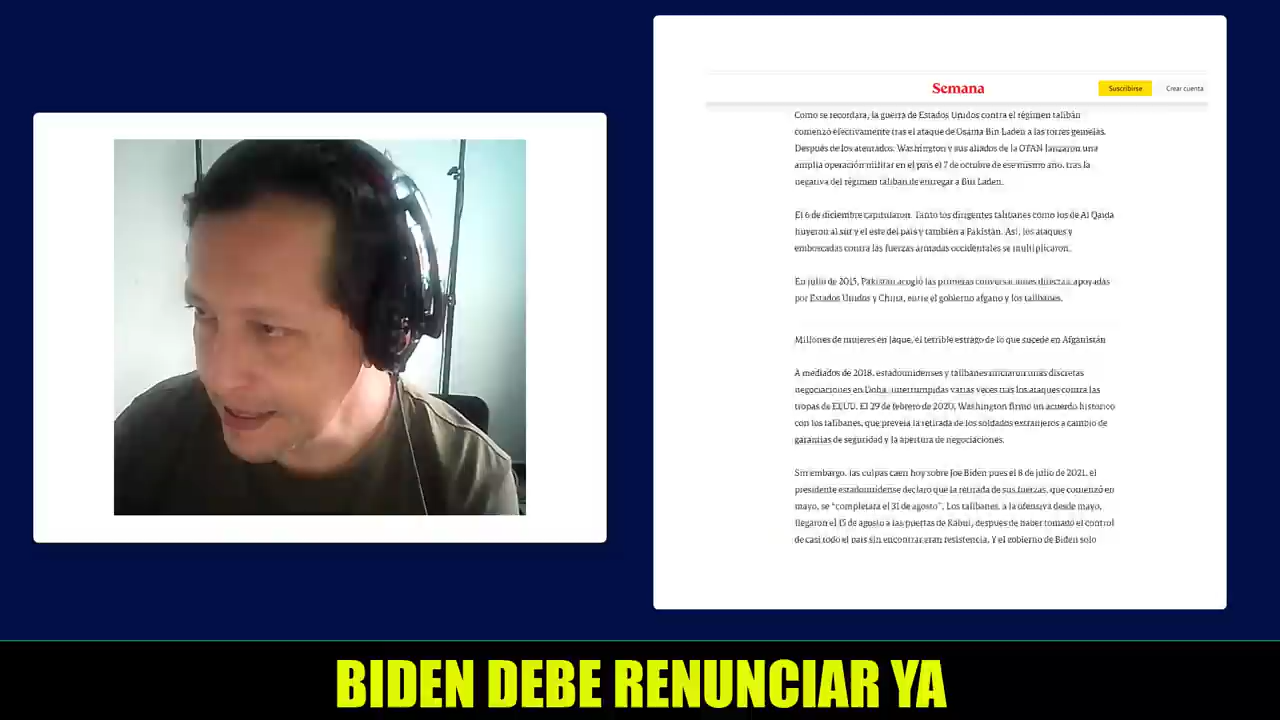 Semana
Suscribirse
Crear cuenta
Como se recordará, la guerra de Estados Unidos contra el régimen talibán
comenzó efectivamente tras el ataque de Osama Bin Laden a las torres gemelas.
Después de los atentados, Washington y sus aliados de la OTAN lanzaron una
amplia operación militar en el país el 7 de octubre de ese mismo año, tras la
negativa del régimen talibán de entregar a Bin Laden.
El 6 de diciembre capitularon. Tanto los dirigentes talibanes como los de Al Qaida
huyeron al sur y el este del país y también a Pakistán. Así, los ataques y
emboscadas contra las fuerzas armadas occidentales se multiplicaron.
En julio de 2015, Pakistán acogió las primeras conversaciones directas, apoyadas
por Estados Unidos y China, entre el gobierno afgano y los talibanes.
Millones de mujeres en jaque, el terrible estrago de lo que sucede en Afganistán
A mediados de 2018, estadounidenses y talibanes iniciaron unas discretas
negociaciones en Doha, interrumpidas varias veces tras los ataques contra las
tropas de EEUU. El 29 de febrero de 2020, Washington firmó un acuerdo histórico
con los talibanes, que preveía la retirada de los soldados extranjeros a cambio de
garantías de seguridad y la apertura de negociaciones.
Sin embargo, las culpas caen hoy sobre Joe Biden pues el 8 de julio de 2021, el
presidente estadounidense declaró que la retirada de sus fuerzas, que comenzó en
mayo, se “completará el 31 de agosto”. Los talibanes, a la ofensiva desde mayo,
llegaron el 15 de agosto a las puertas de Kabul, después de haber tomado el control
de casi todo el país sin encontrar gran resistencia. Y el gobierno de Biden solo
BIDEN DEBE RENUNCIAR YA